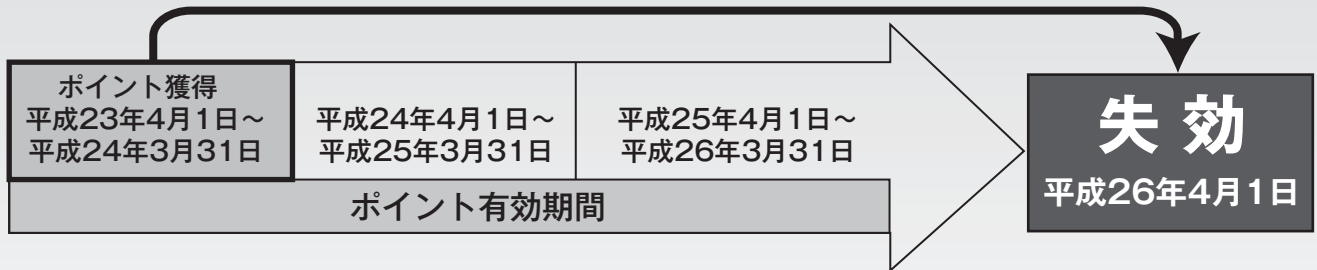 ポイント獲得
平成23年4月1日～
平成24年3月31日
平成24年4月1日～
平成25年3月31日
平成25年4月1日～
平成26年3月31日
ポイント有効期間
失効
平成26年4月1日